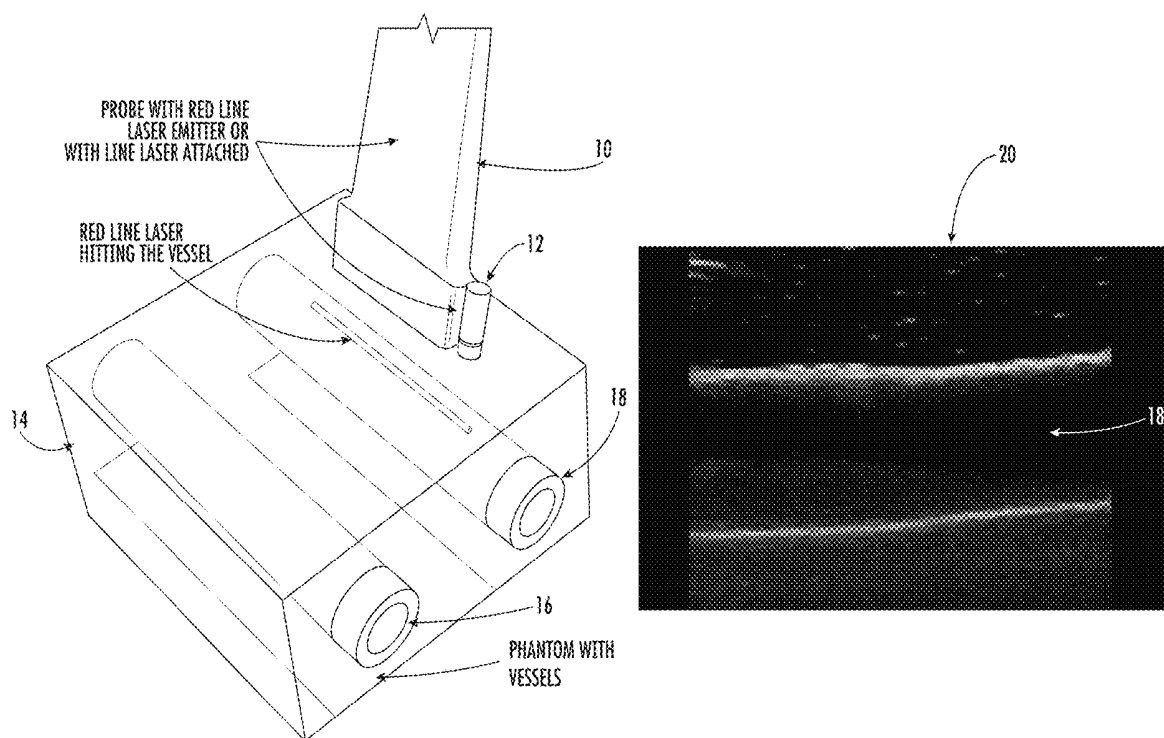 PROBE WITH RED LINE
LASER EMITTER OR
WITH LINE LASER ATTACHED
10
20
RED LINE LASER
HITTING THE VESSEL
12
14
18
18
16
PHANTOM WITH
VESSELS